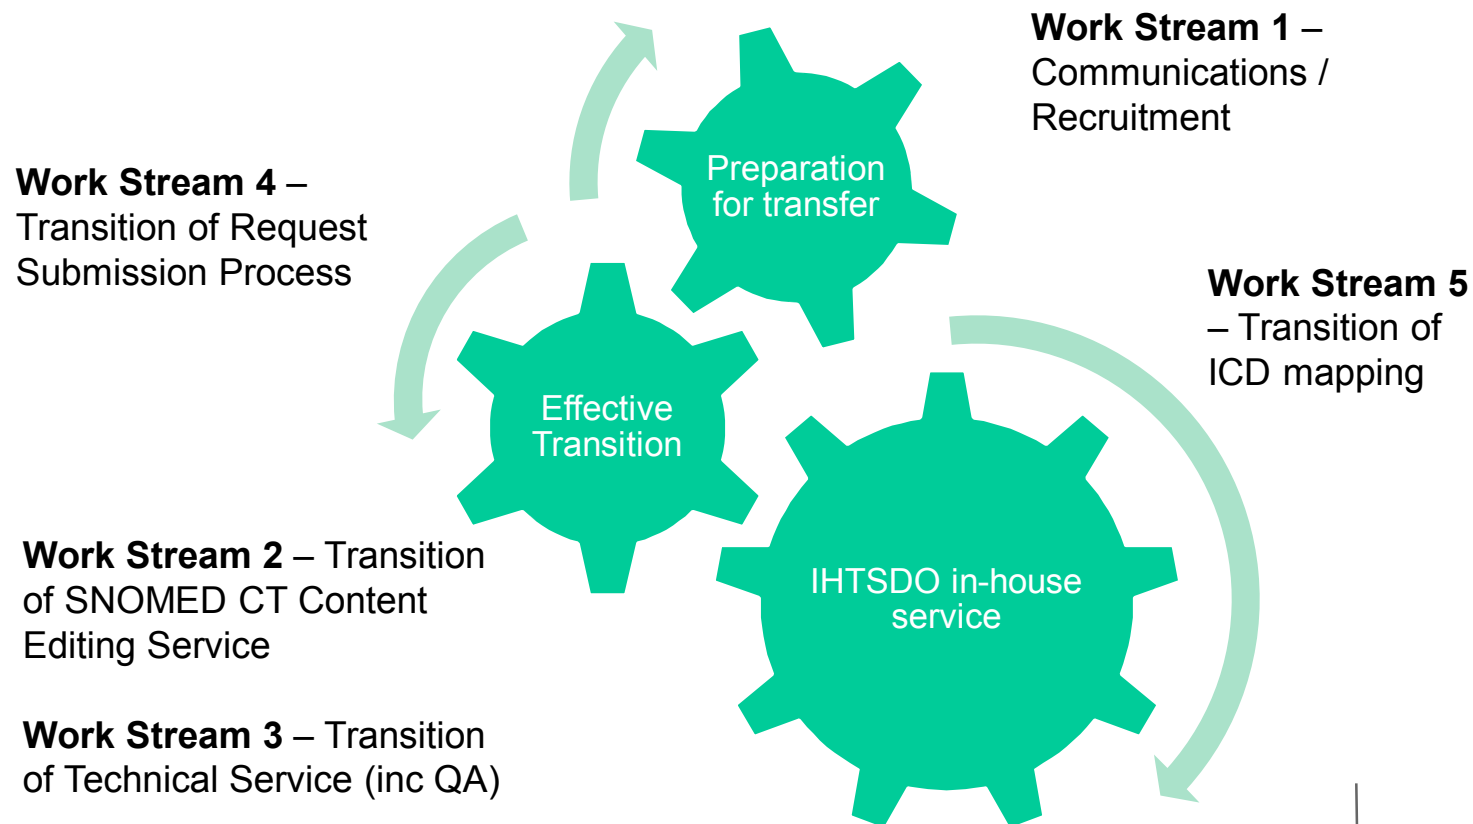 Work Stream 1 –
Communications /
Recruitment
Preparation
for transfer
Work Stream 4 –
Transition of Request
Submission Process
Work Stream 5
– Transition of
ICD mapping
Effective
Transition
Work Stream 2 – Transition
of SNOMED CT Content
Editing Service
IHTSDO in-house
service
Work Stream 3 – Transition
of Technical Service (inc QA)